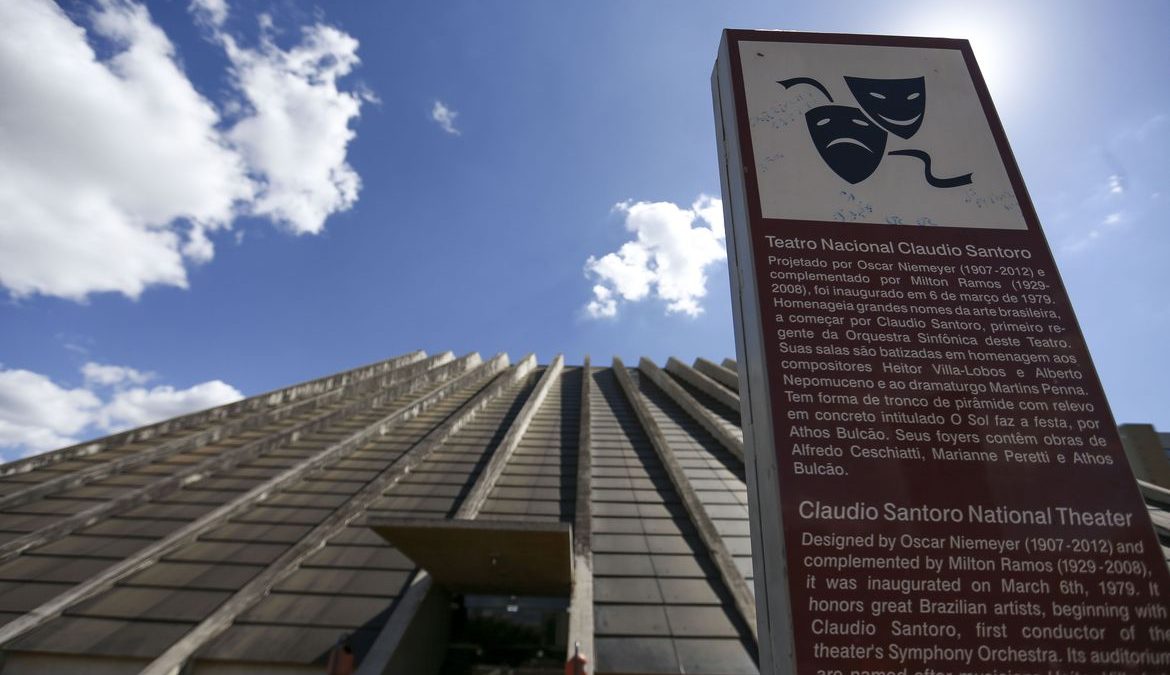 Teatro Nacional Claudio Santoro
Projetado por Oscar Niemeyer (1907-2012) e
complementado por Milton Ramos (1929-
2008), foi inaugurado em 6 de março de 1979.
Homenageia grandes nomes da arte brasileira,
a começar por Claudio Santoro, primeiro re-
gente da Orquestra Sinfônica deste Teatro.
Suas salas são batizadas em homenagem aos
compositores Heitor Villa-Lobos e Alberto
Nepomuceno e ao dramaturgo Martins Penna.
Tem forma de tronco de pirâmide com relevo
em concreto intitulado O Sol faz a festa, por
Athos Bulcão. Seus foyers contêm obras de
Alfredo Ceschiatti, Marianne Peretti e Athos
Bulcão.
Claudio Santoro National Theater
Designed by Oscar Niemeyer (1907-2012) and
complemented by Milton Ramos (1929-2008),
it was inaugurated on March 6th, 1979. It
honors great Brazilian artists, beginning with
Claudio Santoro, first conductor of the
theater's Symphony Orchestra. Its auditorium
are named after musicians